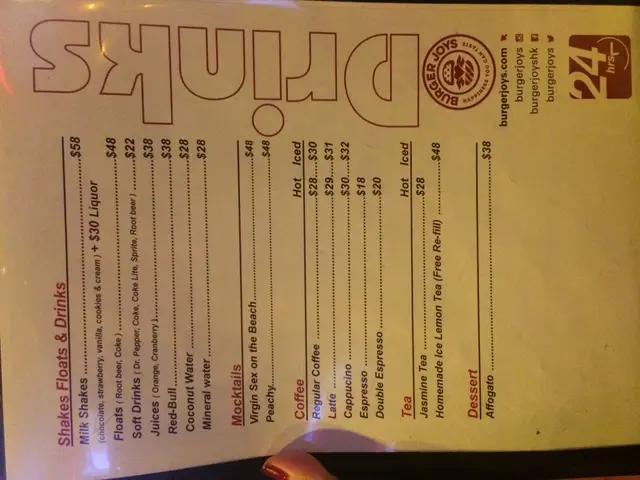 Drinks
BURGER JOYS
HAPPINESS YOU CAN TASTE
burgerjoys.com
burgerjoys
burgerjoyshk
burgerjoys
24
hrs
Shakes Floats & Drinks
Milk Shakes $58
(chocolate, strawberry, vanilla, cookies & cream) + $30 Liquor
Floats ( Root beer, Coke ) $48
Soft Drinks ( Dr. Pepper, Coke, Coke Lite, Sprite, Root beer ) $22
Juices ( Orange, Cranberry ) $38
Red-Bull $38
Coconut Water $28
Mineral water $28
Mocktails
Virgin Sex on the Beach $48
Peachy $48
Coffee Hot Iced
Regular Coffee $28 $30
Latte $29 $31
Cappucino $30 $32
Espresso $18
Double Espresso $20
Tea Hot Iced
Jasmine Tea $28
Homemade Ice Lemon Tea (Free Re-fill) $48
Dessert
Affogato $38